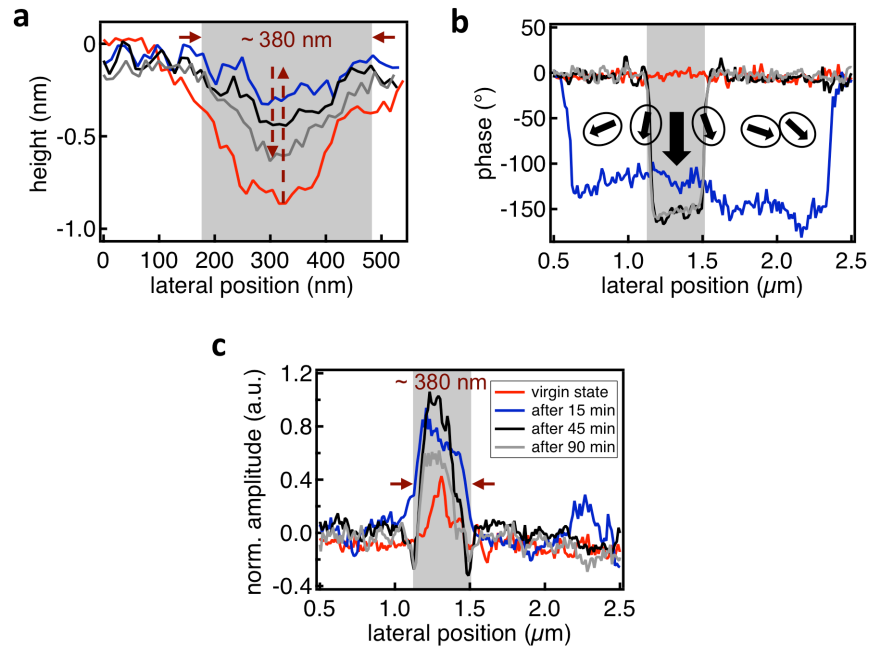 a
0
-0.5
-1.0
height (nm)
~ 380 nm
0 100 200 300 400 500
lateral position (nm)
b
50
0
-50
-100
-150
phase (°)
0.5 1.0 1.5 2.0 2.5
lateral position (µm)
c
1.2
0.8
0.4
0.0
-0.4
norm. amplitude (a.u.)
~ 380 nm
virgin state
after 15 min
after 45 min
after 90 min
0.5 1.0 1.5 2.0 2.5
lateral position (µm)